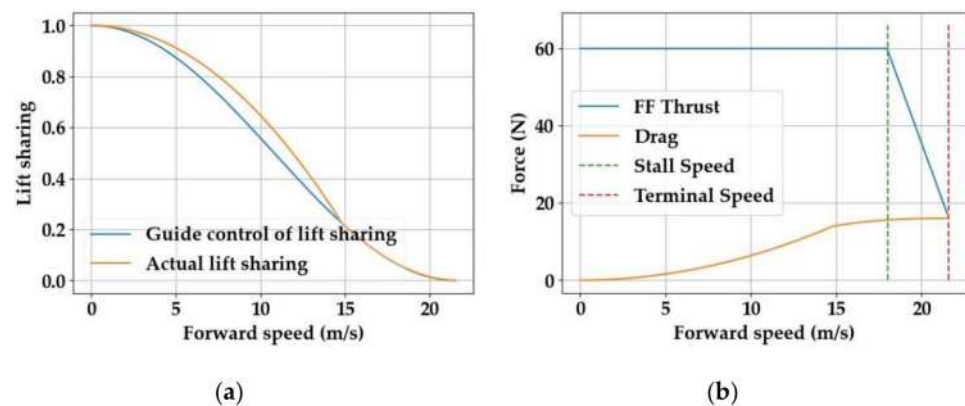 1.0
0.8
0.6
0.4
0.2
0.0
Lift sharing
Guide control of lift sharing
Actual lift sharing
0 5 10 15 20
Forward speed (m/s)
(a)
60
40
20
0
Force (N)
FF Thrust
Drag
Stall Speed
Terminal Speed
0 5 10 15 20
Forward speed (m/s)
(b)